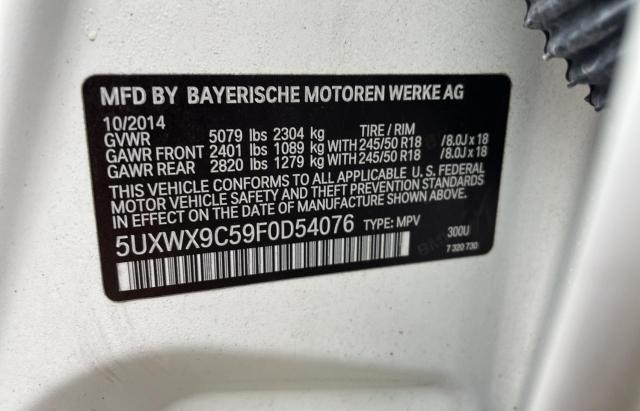 MFD BY BAYERISCHE MOTOREN WERKE AG
10/2014
GVWR 5079 lbs 2304 kg TIRE / RIM
GAWR FRONT 2401 lbs 1089 kg WITH 245/50 R18 /8.0J x 18
GAWR REAR 2820 lbs 1279 kg WITH 245/50 R18 /8.0J x 18
THIS VEHICLE CONFORMS TO ALL APPLICABLE U. S. FEDERAL
MOTOR VEHICLE SAFETY AND THEFT PREVENTION STANDARDS
IN EFFECT ON THE DATE OF MANUFACTURE SHOWN ABOVE.
5UXWX9C59F0D54076 TYPE: MPV 300U
7 320 730